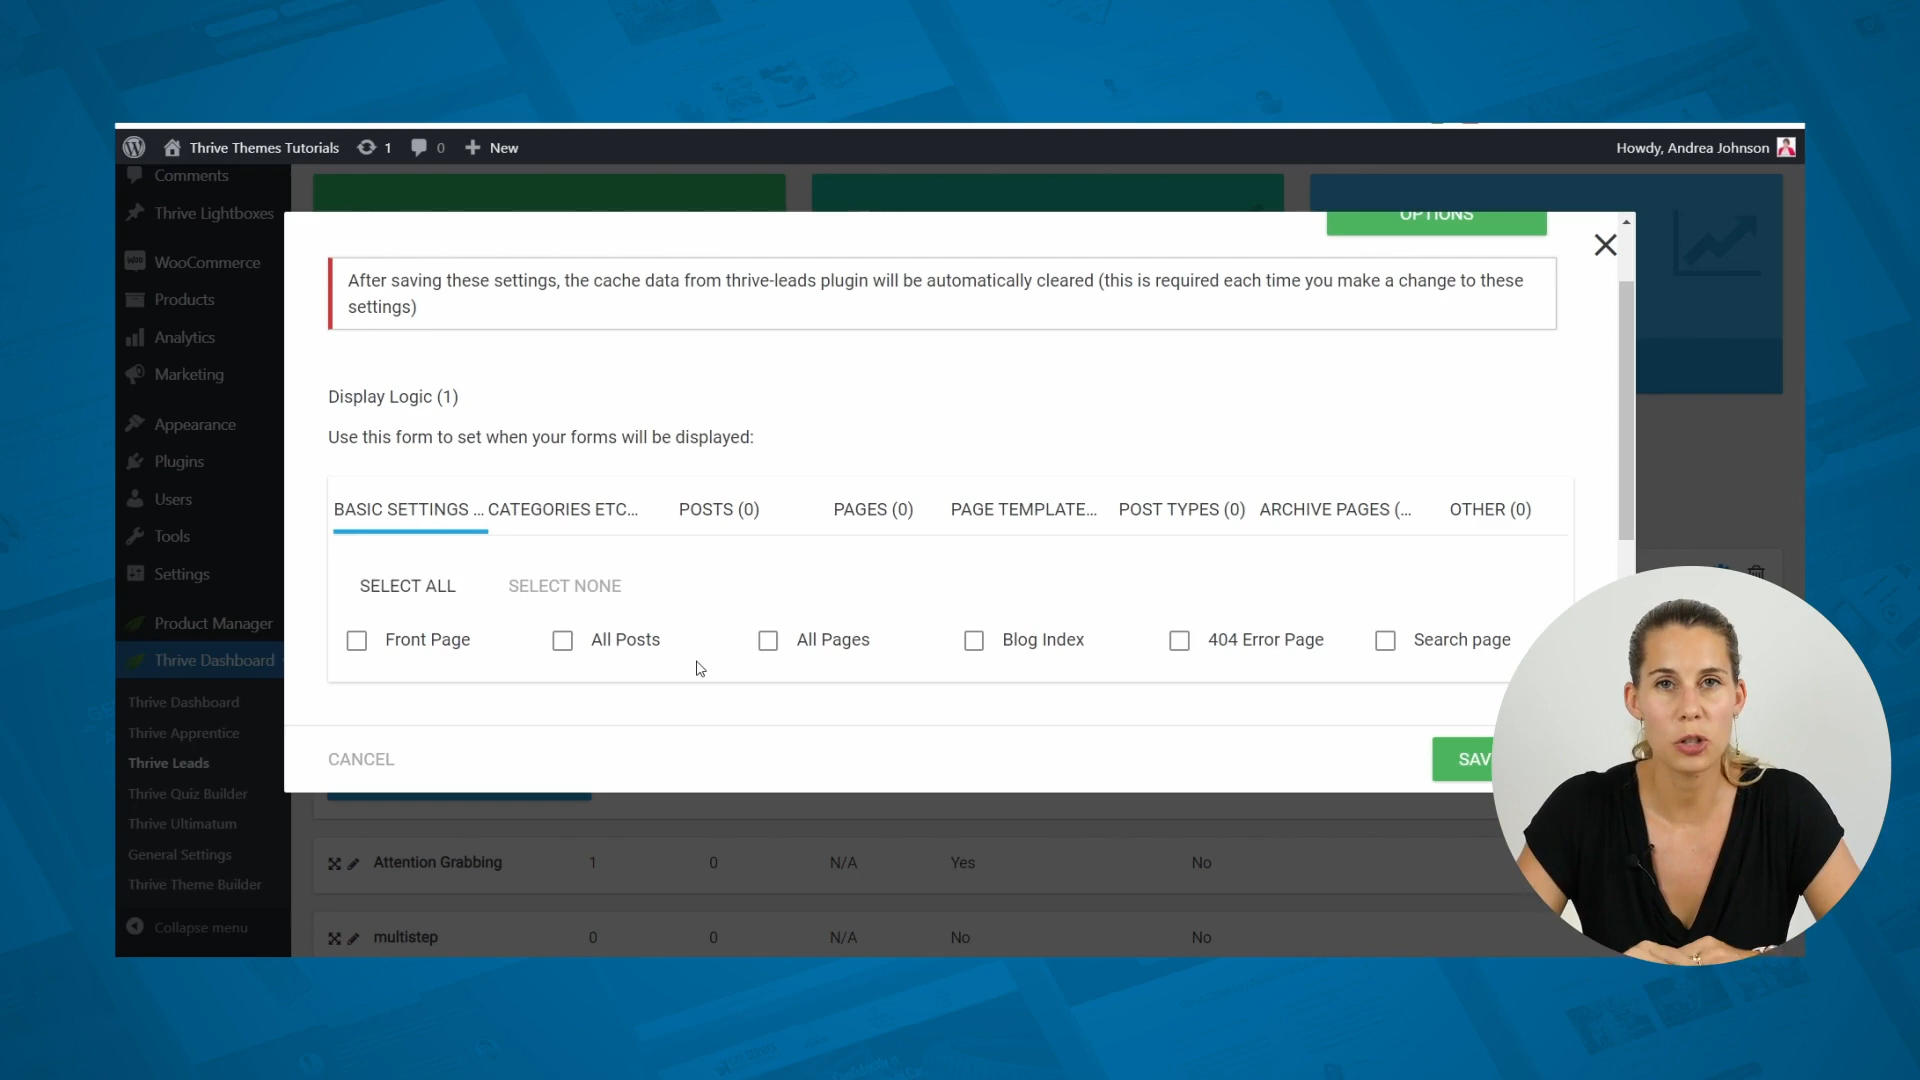 Thrive Themes Tutorials 1 0 New Howdy, Andrea Johnson
Comments
Thrive Lightboxes
WooCommerce
Products
Analytics
Marketing
Appearance
Plugins
Users
Tools
Settings
Product Manager
Thrive Dashboard
Thrive Dashboard
Thrive Apprentice
Thrive Leads
Thrive Quiz Builder
Thrive Ultimatum
General Settings
Thrive Theme Builder
Collapse menu
OPTIONS
After saving these settings, the cache data from thrive-leads plugin will be automatically cleared (this is required each time you make a change to these
settings)
Display Logic (1)
Use this form to set when your forms will be displayed:
BASIC SETTINGS ... CATEGORIES ETC... POSTS (0) PAGES (0) PAGE TEMPLATE... POST TYPES (0) ARCHIVE PAGES (... OTHER (0)
SELECT ALL SELECT NONE
Front Page All Posts All Pages Blog Index 404 Error Page Search page
CANCEL SAV
Attention Grabbing 1 0 N/A Yes No
multistep 0 0 N/A No No